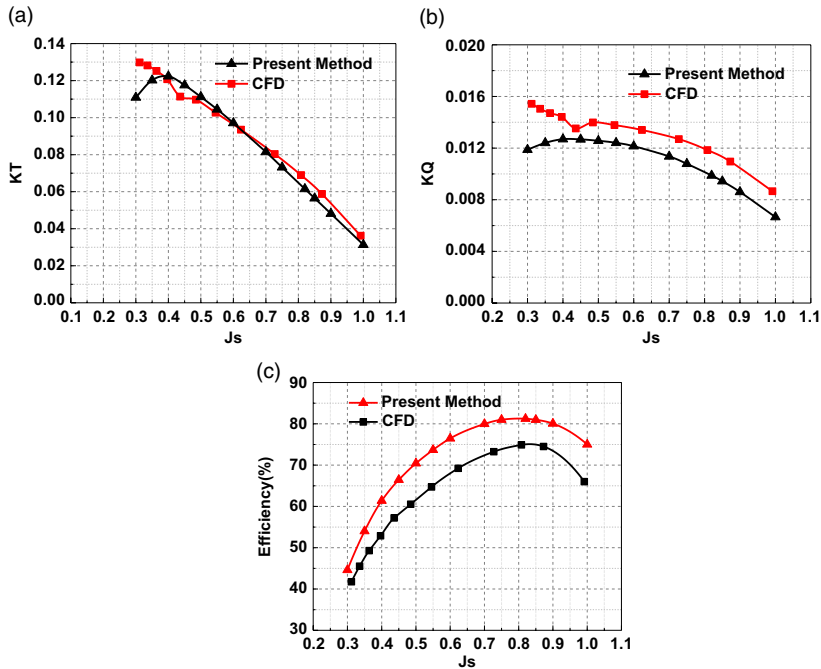 (a)
0.14
0.12
0.10
0.08
0.06
0.04
0.02
0.00
KT
Present Method
CFD
0.1 0.2 0.3 0.4 0.5 0.6 0.7 0.8 0.9 1.0 1.1
Js
(b)
0.020
0.016
0.012
0.008
0.004
0.000
KQ
Present Method
CFD
0.2 0.3 0.4 0.5 0.6 0.7 0.8 0.9 1.0 1.1
Js
(c)
90
80
70
60
50
40
30
Efficiency(%)
Present Method
CFD
0.2 0.3 0.4 0.5 0.6 0.7 0.8 0.9 1.0 1.1
Js